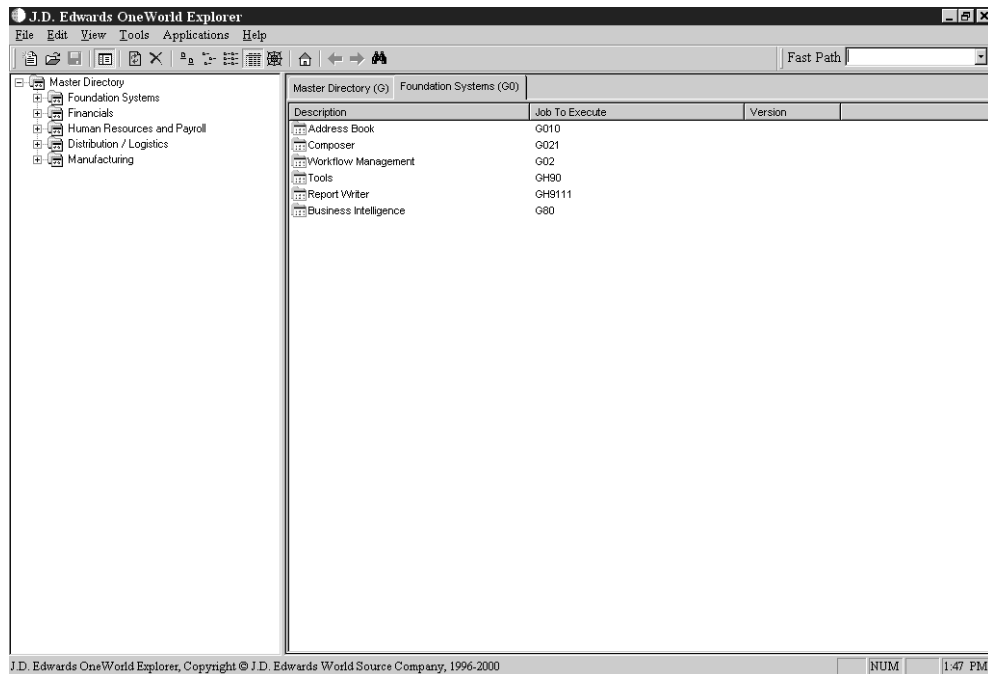 J.D. Edwards OneWorld Explorer
File Edit View Tools Applications Help
Fast Path
Master Directory
Foundation Systems
Financials
Human Resources and Payroll
Distribution / Logistics
Manufacturing
Master Directory (G) Foundation Systems (G0)
Description Job To Execute Version
Address Book G010
Composer G021
Workflow Management G02
Tools GH90
Report Writer GH9111
Business Intelligence G80
J.D. Edwards OneWorld Explorer, Copyright © J.D. Edwards World Source Company, 1996-2000 NUM 1:47 PM